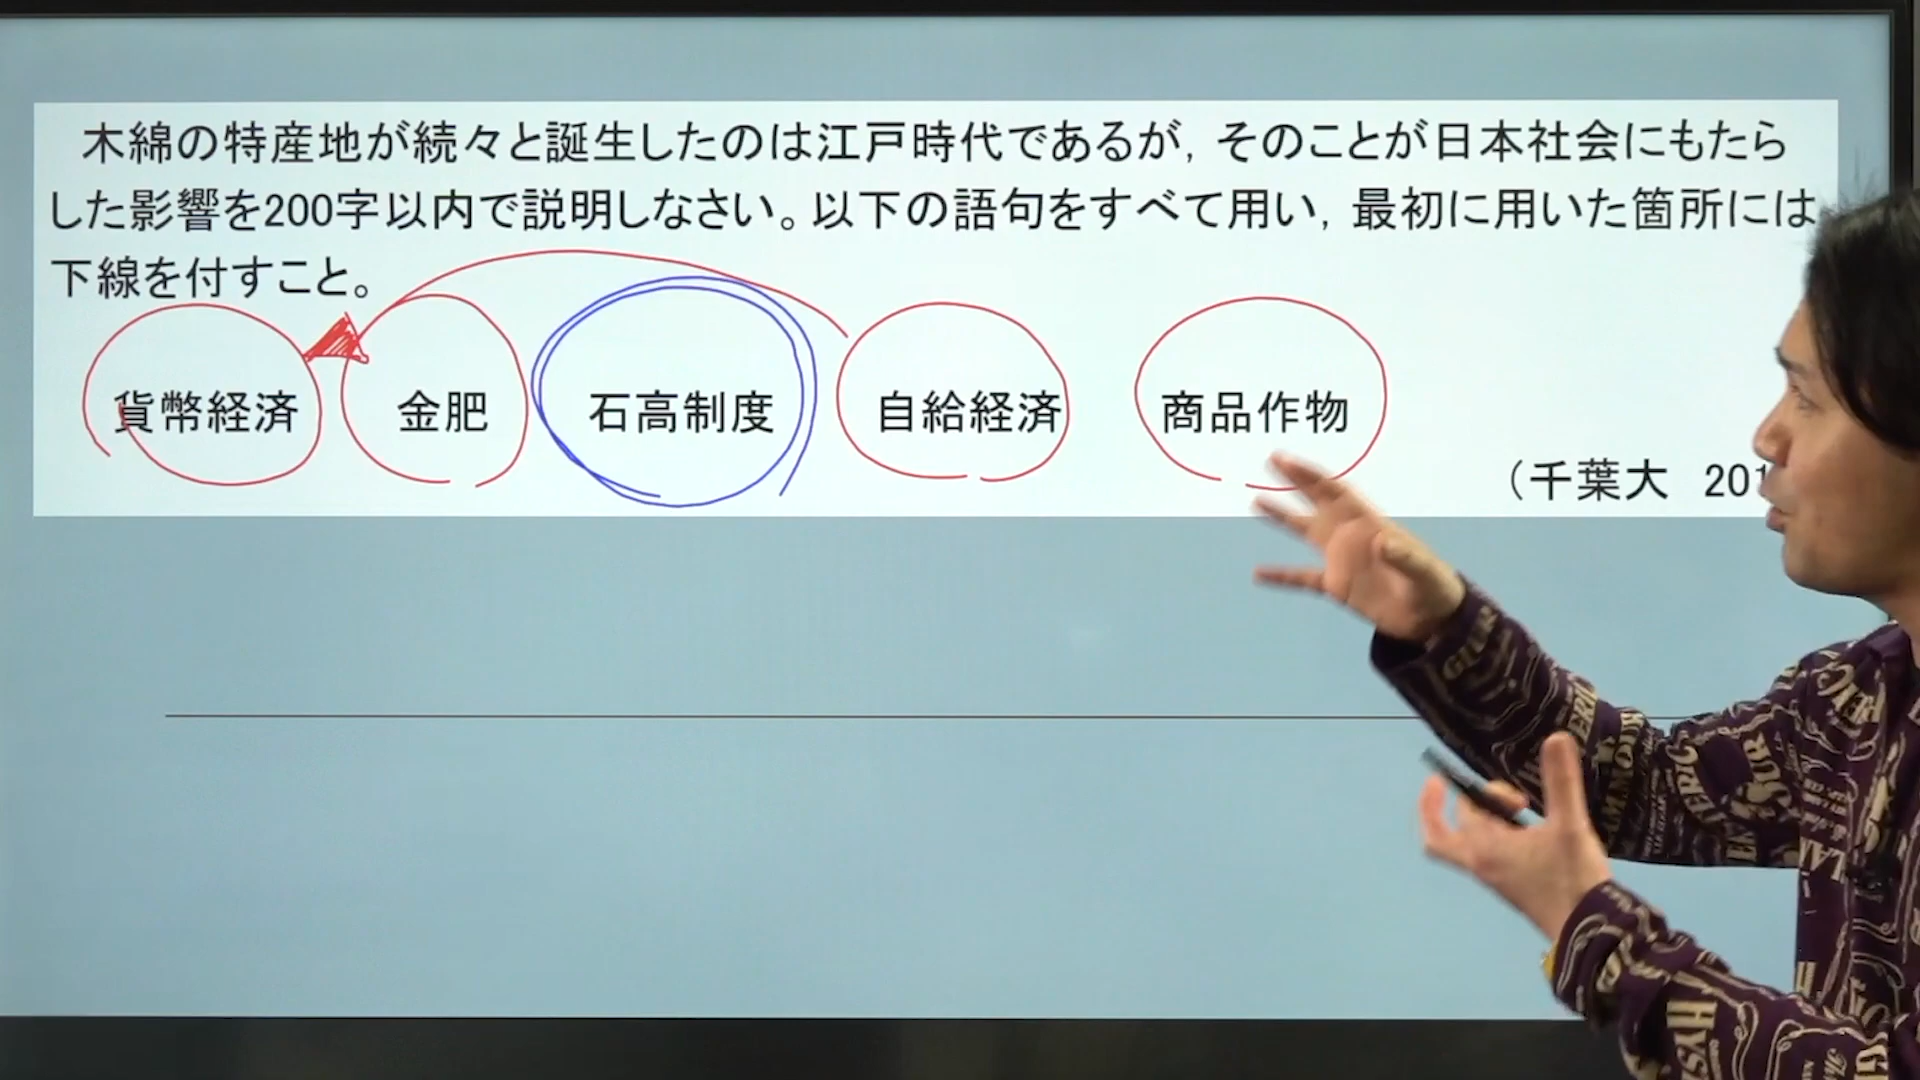 木綿の特産地が続々と誕生したのは江戸時代であるが，そのことが日本社会にもたら
した影響を200字以内で説明しなさい。以下の語句をすべて用い，最初に用いた箇所には
下線を付すこと。
貨幣経済　金肥　石高制度　自給経済　商品作物
（千葉大　201